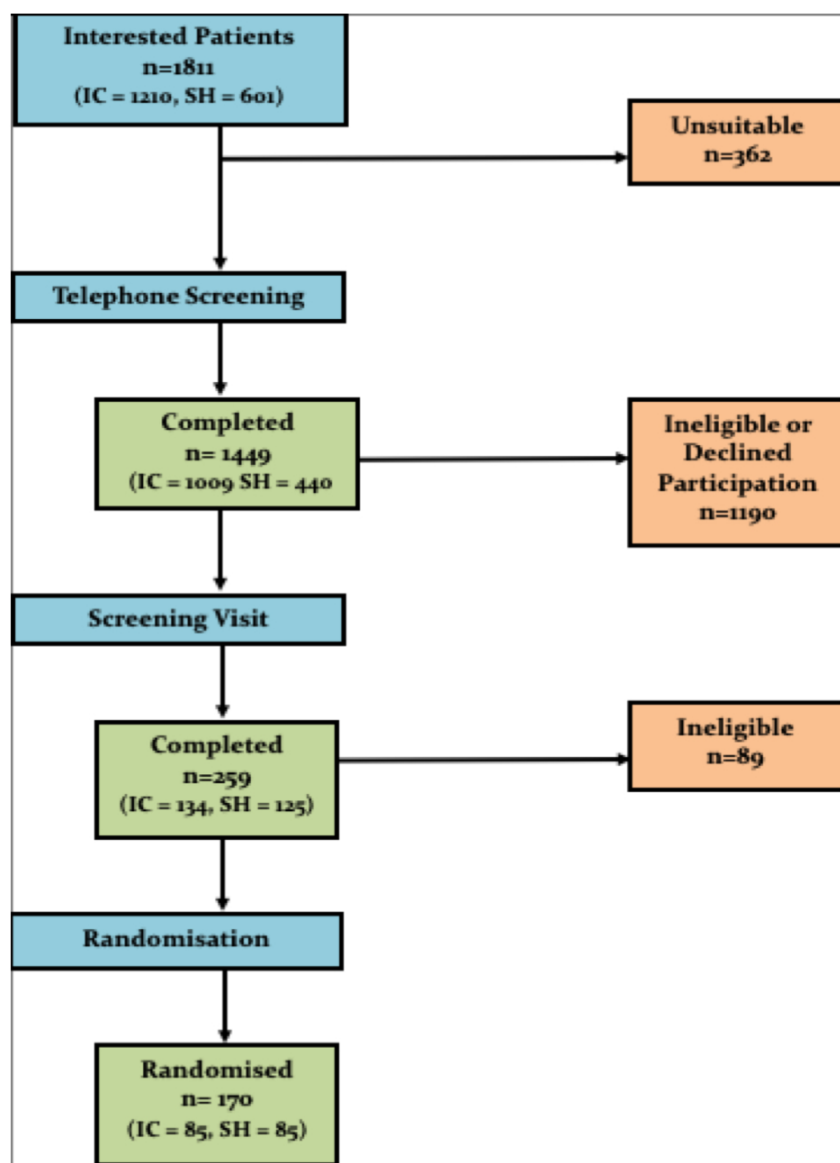 Interested Patients
n=1811
(IC = 1210, SH = 601)
Unsuitable
n=362
Telephone Screening
Completed
n= 1449
(IC = 1009 SH = 440
Ineligible or
Declined
Participation
n=1190
Screening Visit
Completed
n=259
(IC = 134, SH = 125)
Ineligible
n=89
Randomisation
Randomised
n= 170
(IC = 85, SH = 85)